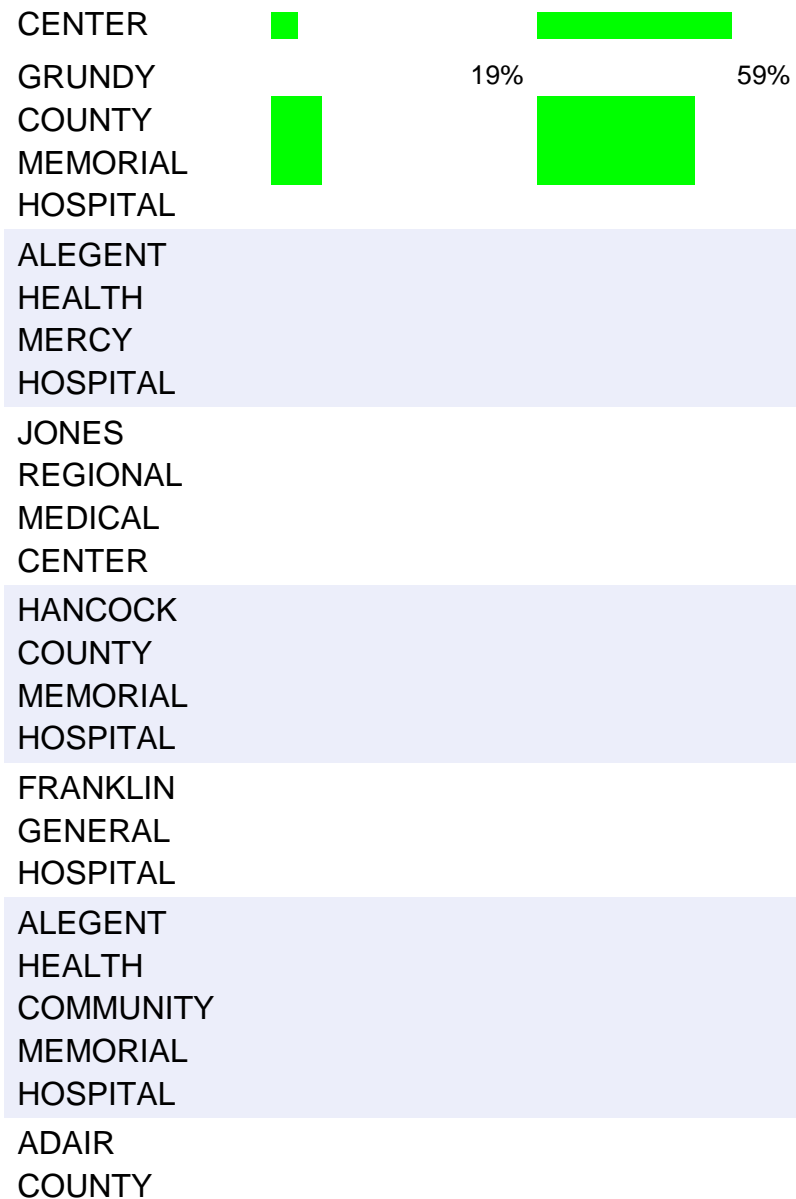 CENTER
GRUNDY 19% 59%
COUNTY
MEMORIAL
HOSPITAL
ALEGENT
HEALTH
MERCY
HOSPITAL
JONES
REGIONAL
MEDICAL
CENTER
HANCOCK
COUNTY
MEMORIAL
HOSPITAL
FRANKLIN
GENERAL
HOSPITAL
ALEGENT
HEALTH
COMMUNITY
MEMORIAL
HOSPITAL
ADAIR
COUNTY